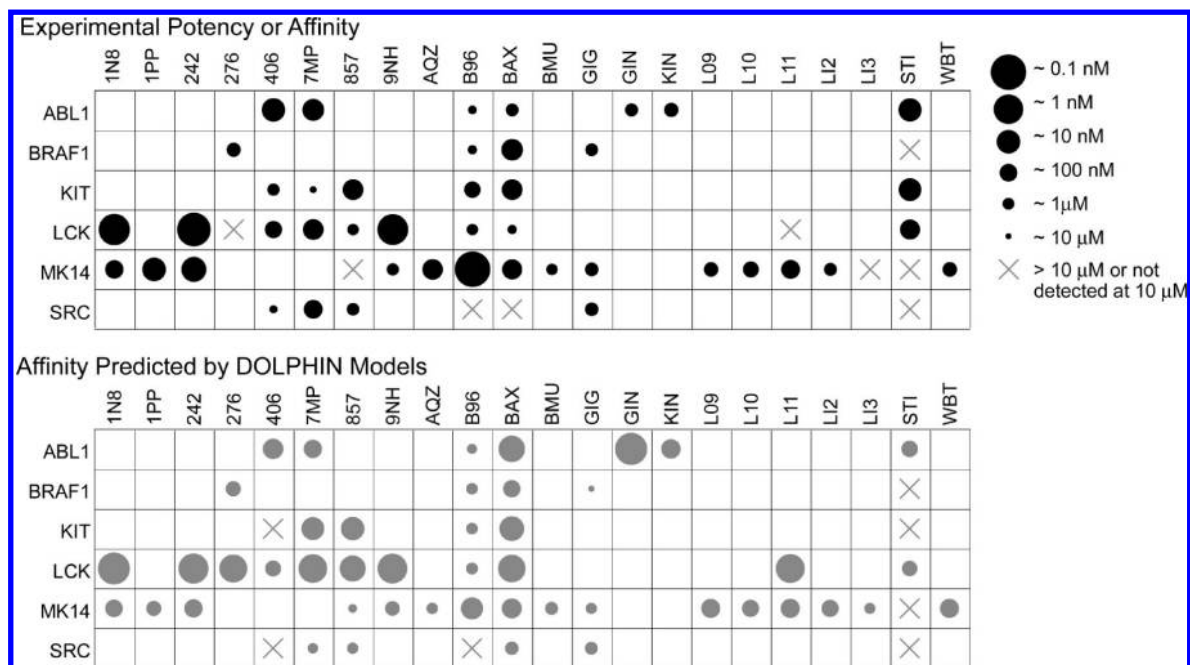 Experimental Potency or Affinity
1N8 1PP 242 276 406 7MP 857 9NH AQZ B96 BAX BMU GIG GIN KIN L09 L10 L11 LI2 LI3 STI WBT
ABL1
BRAF1
KIT
LCK
MK14
SRC
~ 0.1 nM
~ 1 nM
~ 10 nM
~ 100 nM
~ 1μM
~ 10 μM
> 10 μM or not
detected at 10 μM
Affinity Predicted by DOLPHIN Models
1N8 1PP 242 276 406 7MP 857 9NH AQZ B96 BAX BMU GIG GIN KIN L09 L10 L11 LI2 LI3 STI WBT
ABL1
BRAF1
KIT
LCK
MK14
SRC